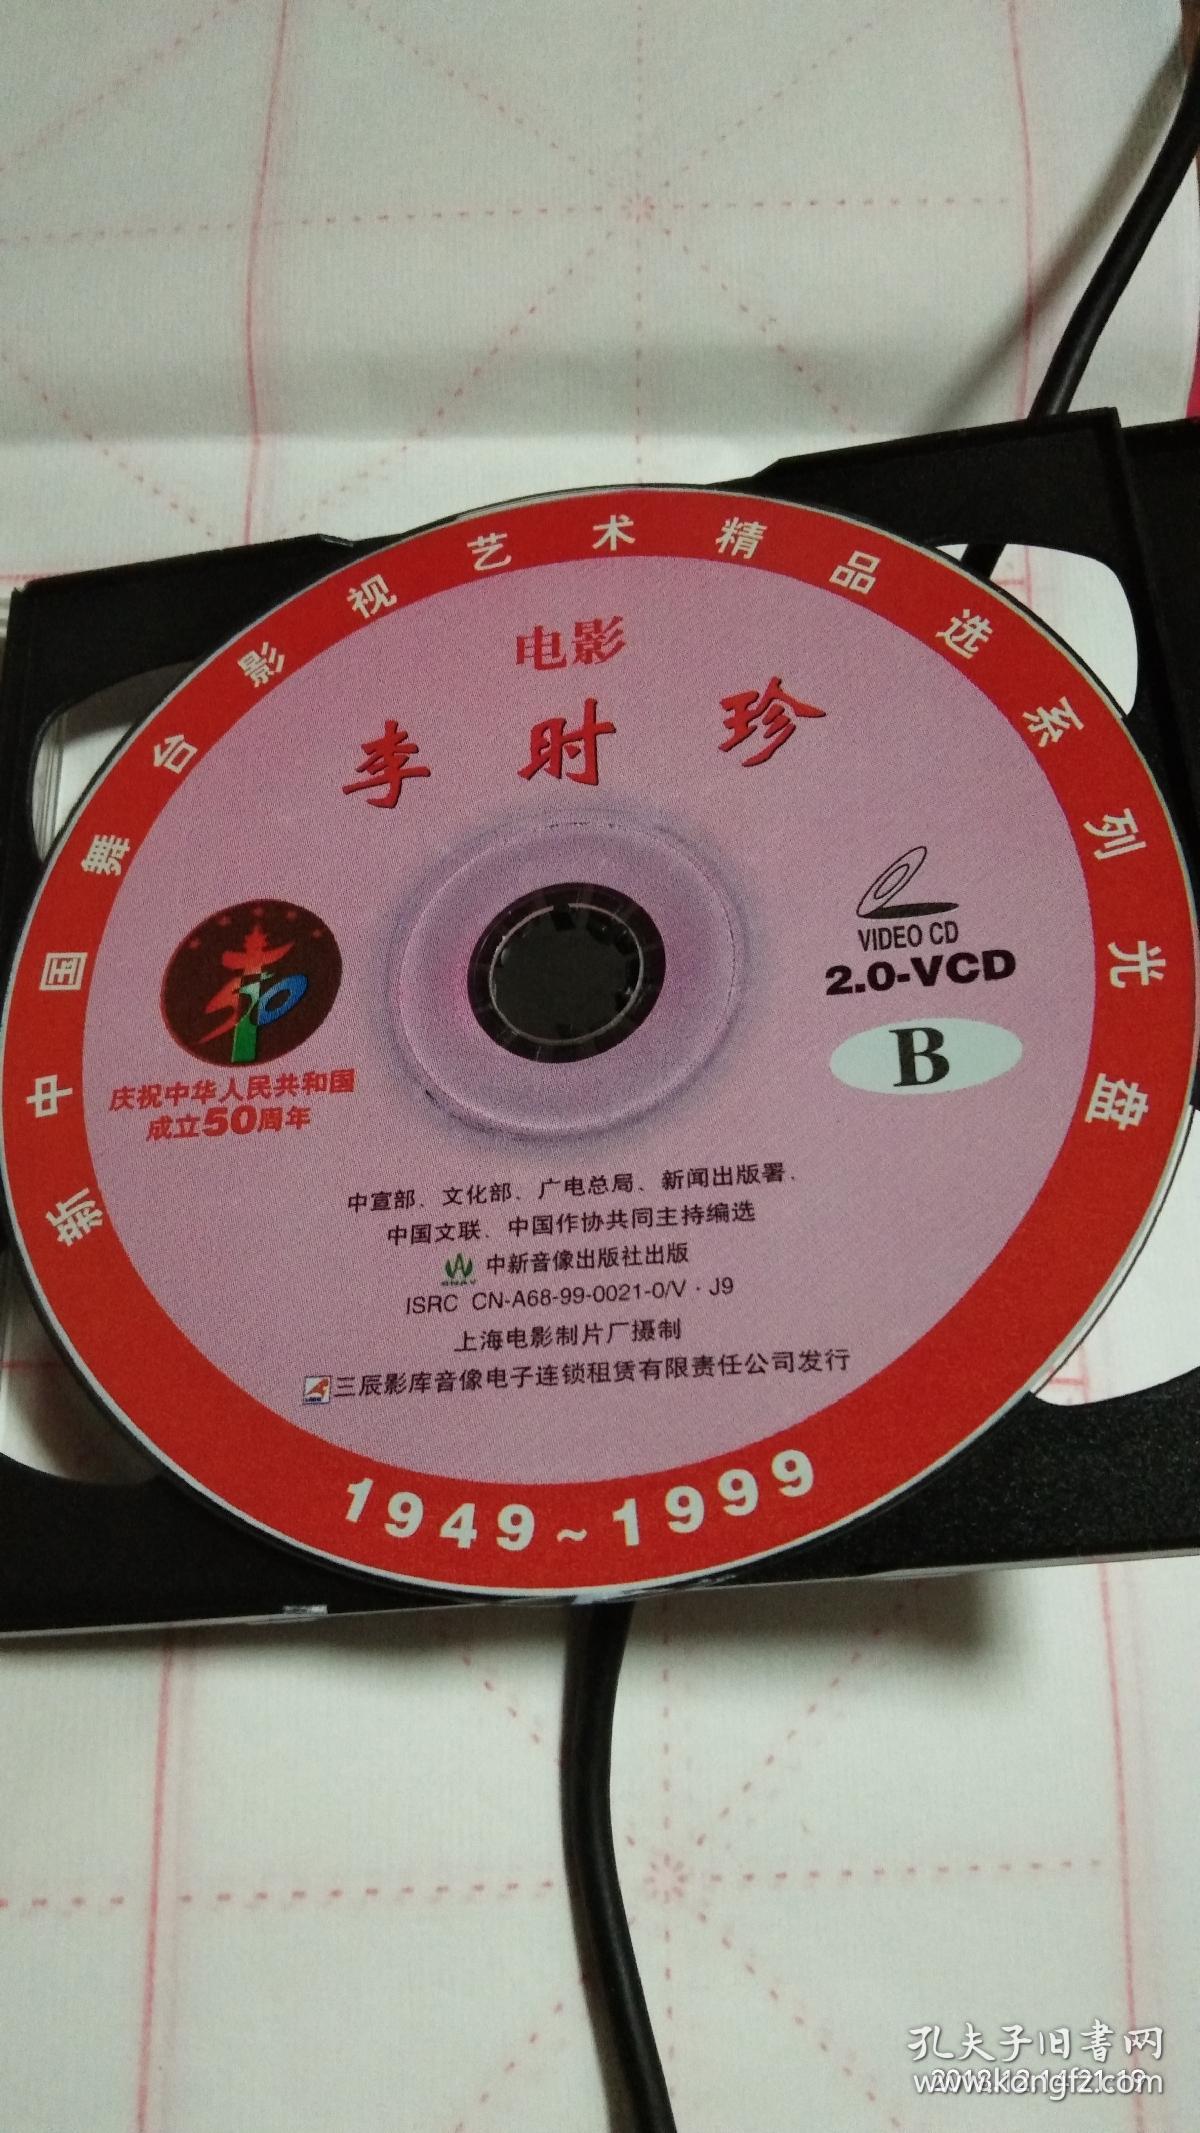 新中国舞台影视艺术精品选系列光盘
电影
李时珍
VIDEO CD
2.0-VCD
B
庆祝中华人民共和国
成立50周年
中宣部、文化部、广电总局、新闻出版署、
中国文联、中国作协共同主持编选
中新音像出版社出版
ISRC CN-A68-99-0021-0/V·J9
上海电影制片厂摄制
三辰影库音像电子连锁租赁有限责任公司发行
1949~1999
孔夫子旧書网
www.kongfz.com